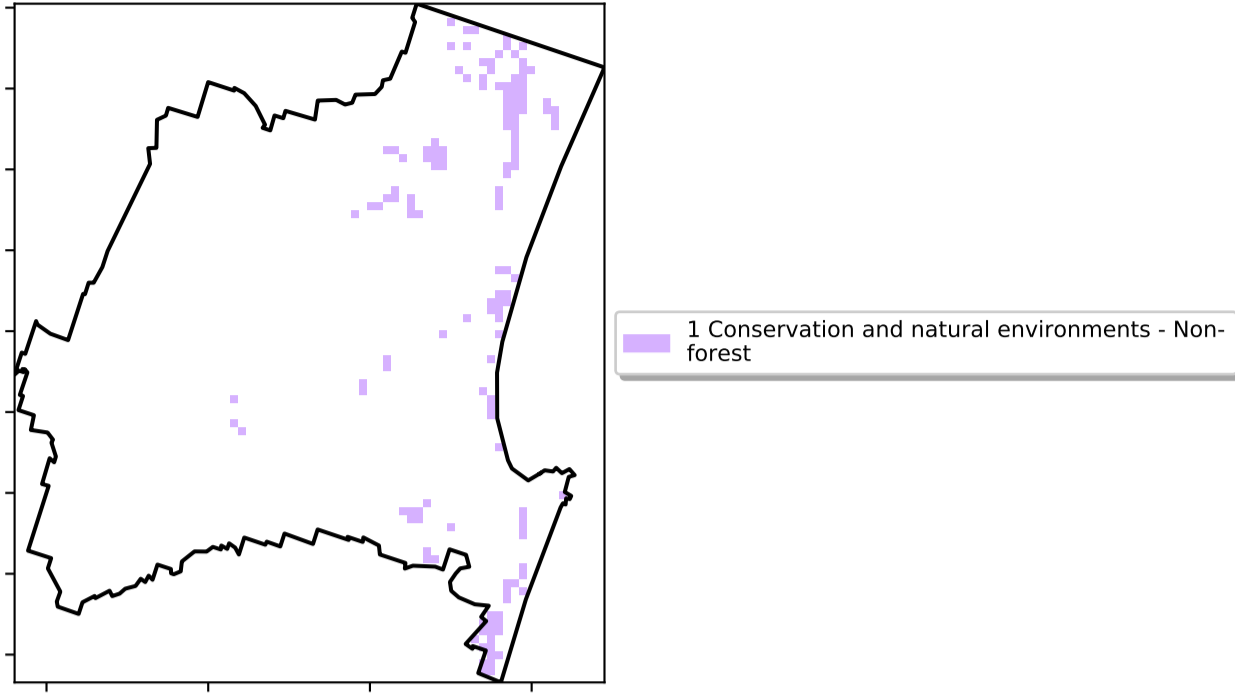 1 Conservation and natural environments - Non-
forest